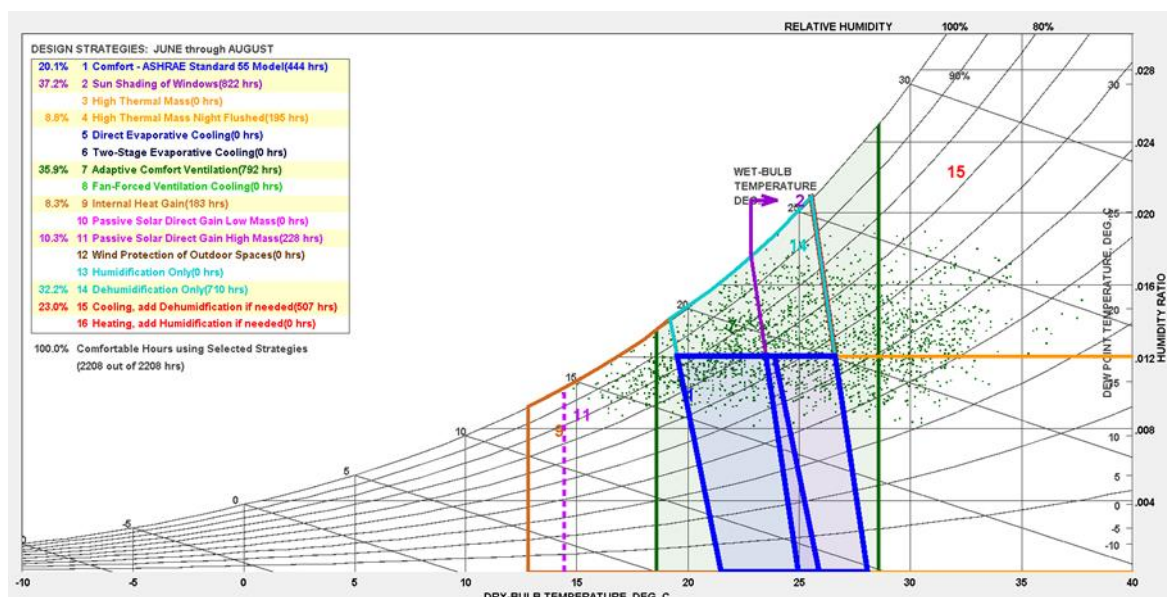 RELATIVE HUMIDITY 100% 80%
DESIGN STRATEGIES: JUNE through AUGUST
20.1% 1 Comfort - ASHRAE Standard 55 Model(444 hrs)
37.2% 2 Sun Shading of Windows(822 hrs)
3 High Thermal Mass(0 hrs)
8.8% 4 High Thermal Mass Night Flushed(195 hrs)
5 Direct Evaporative Cooling(0 hrs)
6 Two-Stage Evaporative Cooling(0 hrs)
35.9% 7 Adaptive Comfort Ventilation(792 hrs)
8 Fan-Forced Ventilation Cooling(0 hrs)
8.3% 9 Internal Heat Gain(183 hrs)
10 Passive Solar Direct Gain Low Mass(0 hrs)
10.3% 11 Passive Solar Direct Gain High Mass(228 hrs)
12 Wind Protection of Outdoor Spaces(0 hrs)
13 Humidification Only(0 hrs)
32.2% 14 Dehumidification Only(710 hrs)
23.0% 15 Cooling, add Dehumidfication if needed(507 hrs)
16 Heating, add Humidification if needed(0 hrs)
100.0% Comfortable Hours using Selected Strategies
(2208 out of 2208 hrs)
90%
30
WET-BULB
TEMPERATURE
DEG.
2
25
14
15
20
7
1
15
11
9
10
5
0
-5
.028
30
.024
25
.020
.016
20
.012
15
.008
10
5
.004
0
-5
-10
DEW POINT TEMPERATURE, DEG. C
HUMIDITY RATIO
-10 -5 0 5 10 15 20 25 30 35 40
DRY-BULB TEMPERATURE, DEG. C